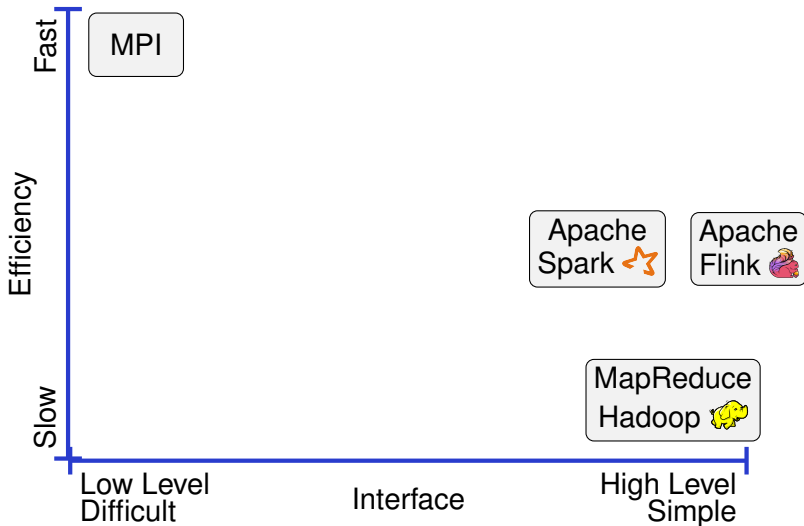 Fast
MPI
Efficiency
Apache
Spark
Apache
Flink
MapReduce
Hadoop
Slow
Low Level
Difficult
Interface
High Level
Simple